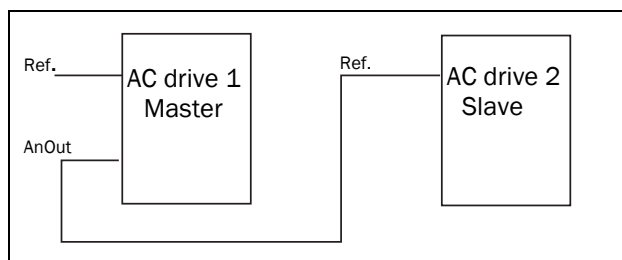 Ref.
AC drive 1
Master
AnOut
Ref.
AC drive 2
Slave